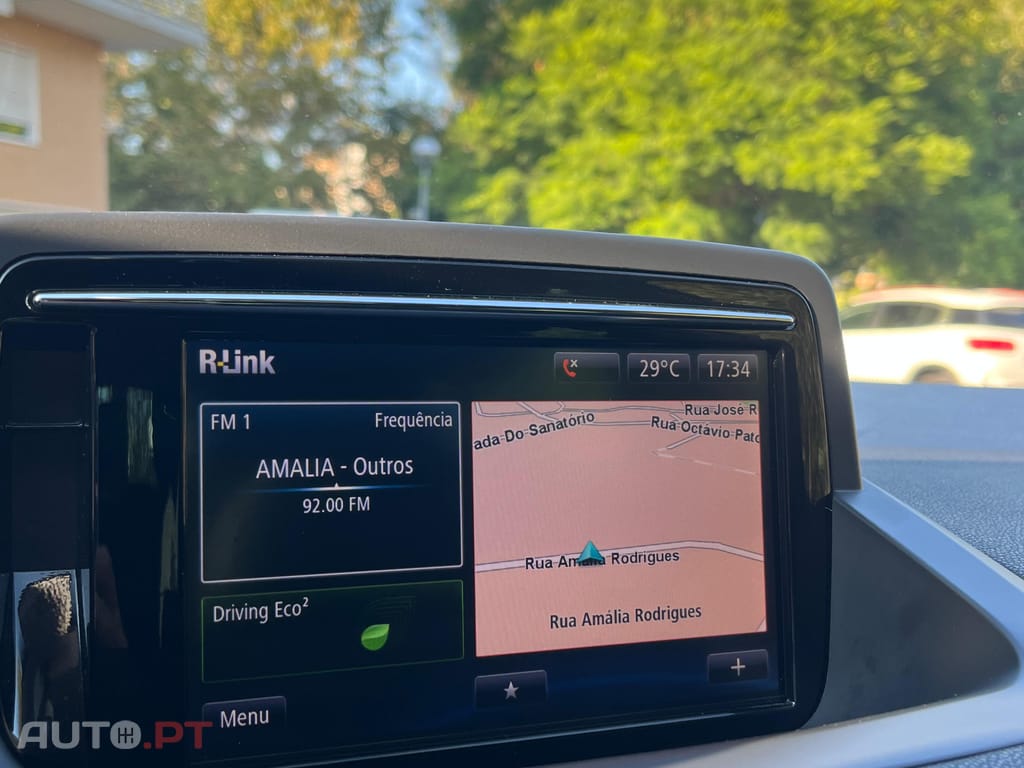 R-Link
29°C
17:34
FM 1
Frequência
AMALIA - Outros
92.00 FM
Rua José R
ada Do Sanatório
Rua Octávio Pato
Rua Amália Rodrigues
Rua Amália Rodrigues
Driving Eco²
Menu
AUTO.PT